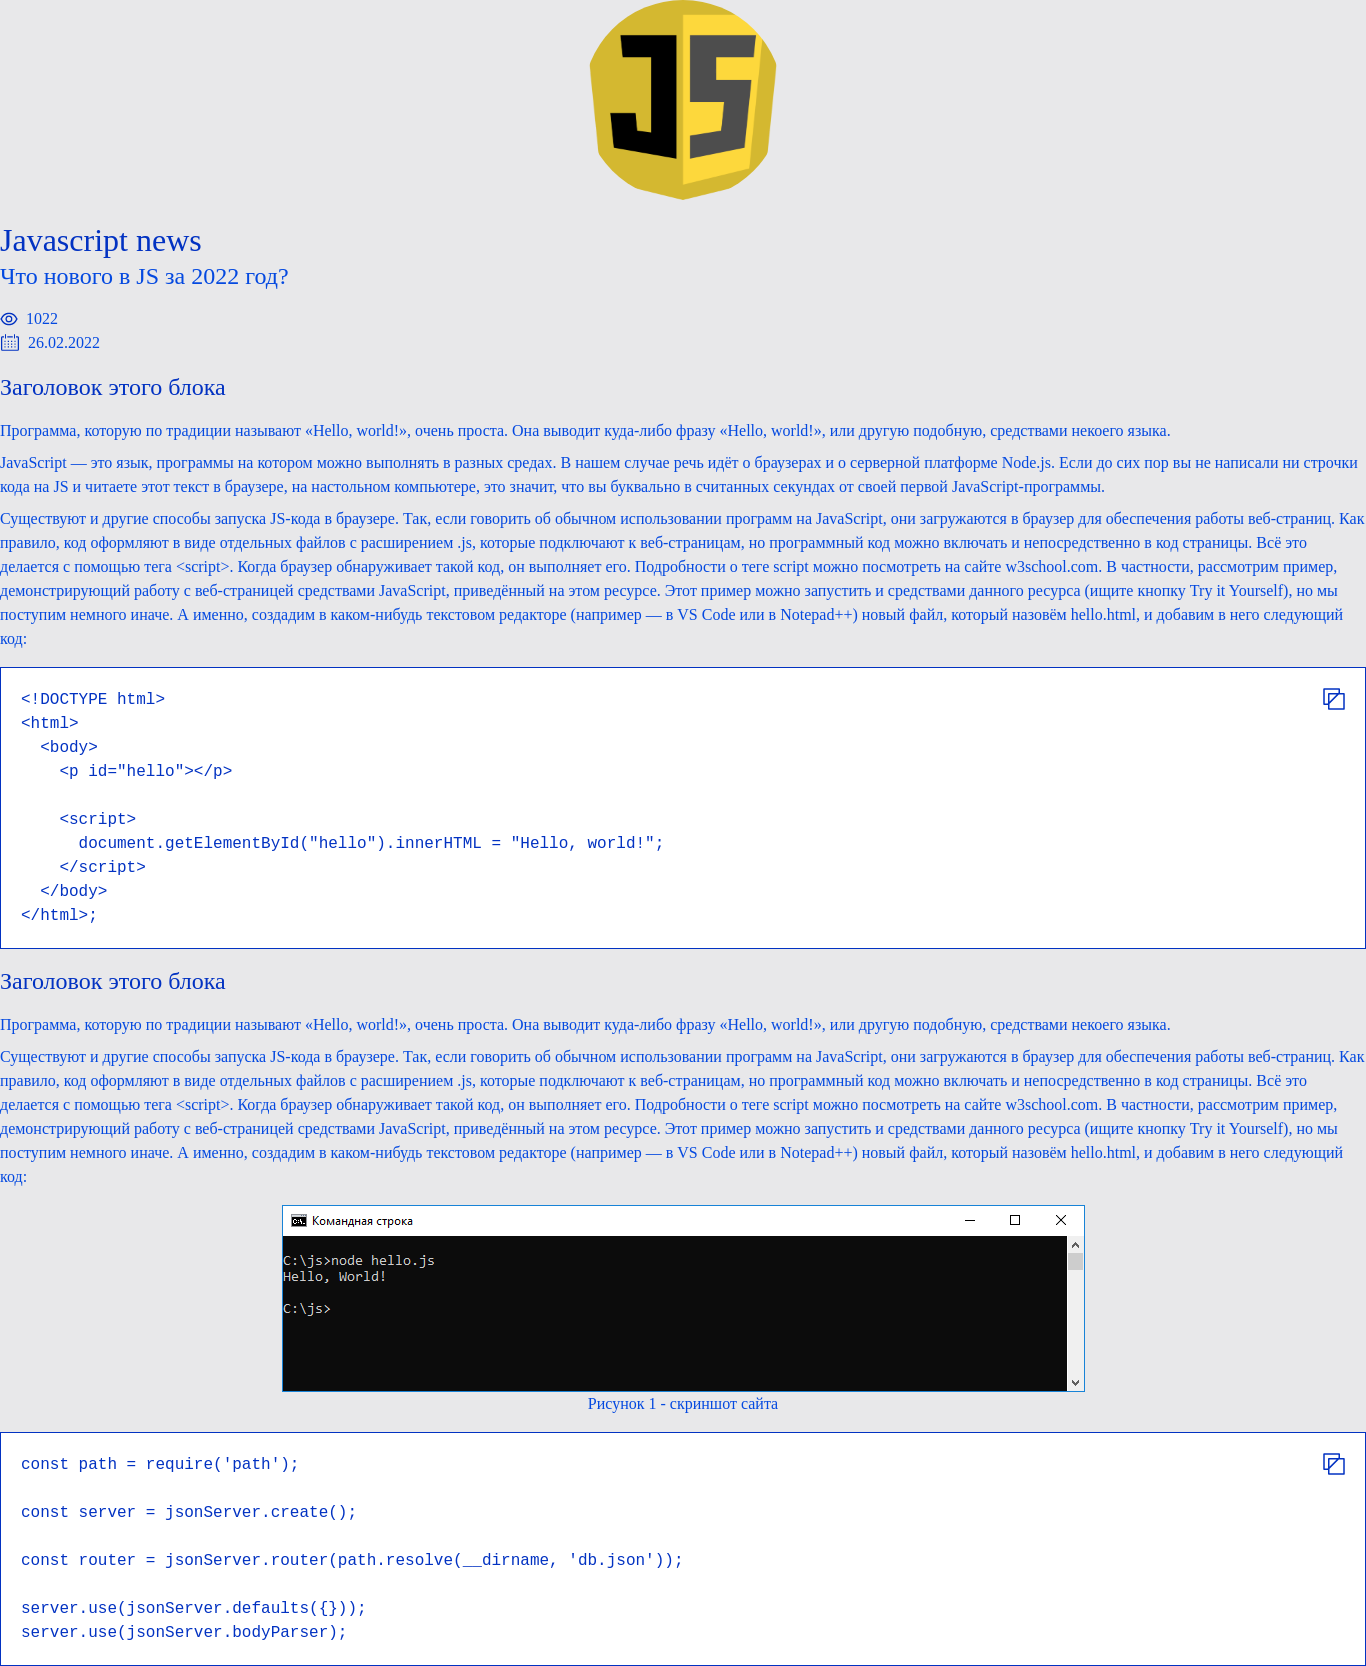 JS
Javascript news
Что нового в JS за 2022 год?
1022
26.02.2022
Заголовок этого блока
Программа, которую по традиции называют «Hello, world!», очень проста. Она выводит куда-либо фразу «Hello, world!», или другую подобную, средствами некоего языка.
JavaScript — это язык, программы на котором можно выполнять в разных средах. В нашем случае речь идёт о браузерах и о серверной платформе Node.js. Если до сих пор вы не написали ни строчки
кода на JS и читаете этот текст в браузере, на настольном компьютере, это значит, что вы буквально в считанных секундах от своей первой JavaScript-программы.
Существуют и другие способы запуска JS-кода в браузере. Так, если говорить об обычном использовании программ на JavaScript, они загружаются в браузер для обеспечения работы веб-страниц. Как
правило, код оформляют в виде отдельных файлов с расширением .js, которые подключают к веб-страницам, но программный код можно включать и непосредственно в код страницы. Всё это
делается с помощью тега <script>. Когда браузер обнаруживает такой код, он выполняет его. Подробности о теге script можно посмотреть на сайте w3school.com. В частности, рассмотрим пример,
демонстрирующий работу с веб-страницей средствами JavaScript, приведённый на этом ресурсе. Этот пример можно запустить и средствами данного ресурса (ищите кнопку Try it Yourself), но мы
поступим немного иначе. А именно, создадим в каком-нибудь текстовом редакторе (например — в VS Code или в Notepad++) новый файл, который назовём hello.html, и добавим в него следующий
код:
<!DOCTYPE html>
<html>
  <body>
    <p id="hello"></p>
    <script>
      document.getElementById("hello").innerHTML = "Hello, world!";
    </script>
  </body>
</html>;
Заголовок этого блока
Программа, которую по традиции называют «Hello, world!», очень проста. Она выводит куда-либо фразу «Hello, world!», или другую подобную, средствами некоего языка.
Существуют и другие способы запуска JS-кода в браузере. Так, если говорить об обычном использовании программ на JavaScript, они загружаются в браузер для обеспечения работы веб-страниц. Как
правило, код оформляют в виде отдельных файлов с расширением .js, которые подключают к веб-страницам, но программный код можно включать и непосредственно в код страницы. Всё это
делается с помощью тега <script>. Когда браузер обнаруживает такой код, он выполняет его. Подробности о теге script можно посмотреть на сайте w3school.com. В частности, рассмотрим пример,
демонстрирующий работу с веб-страницей средствами JavaScript, приведённый на этом ресурсе. Этот пример можно запустить и средствами данного ресурса (ищите кнопку Try it Yourself), но мы
поступим немного иначе. А именно, создадим в каком-нибудь текстовом редакторе (например — в VS Code или в Notepad++) новый файл, который назовём hello.html, и добавим в него следующий
код:
Командная строка
C:\js>node hello.js
Hello, World!
C:\js>
Рисунок 1 - скриншот сайта
const path = require('path');
const server = jsonServer.create();
const router = jsonServer.router(path.resolve(__dirname, 'db.json'));
server.use(jsonServer.defaults({}));
server.use(jsonServer.bodyParser);